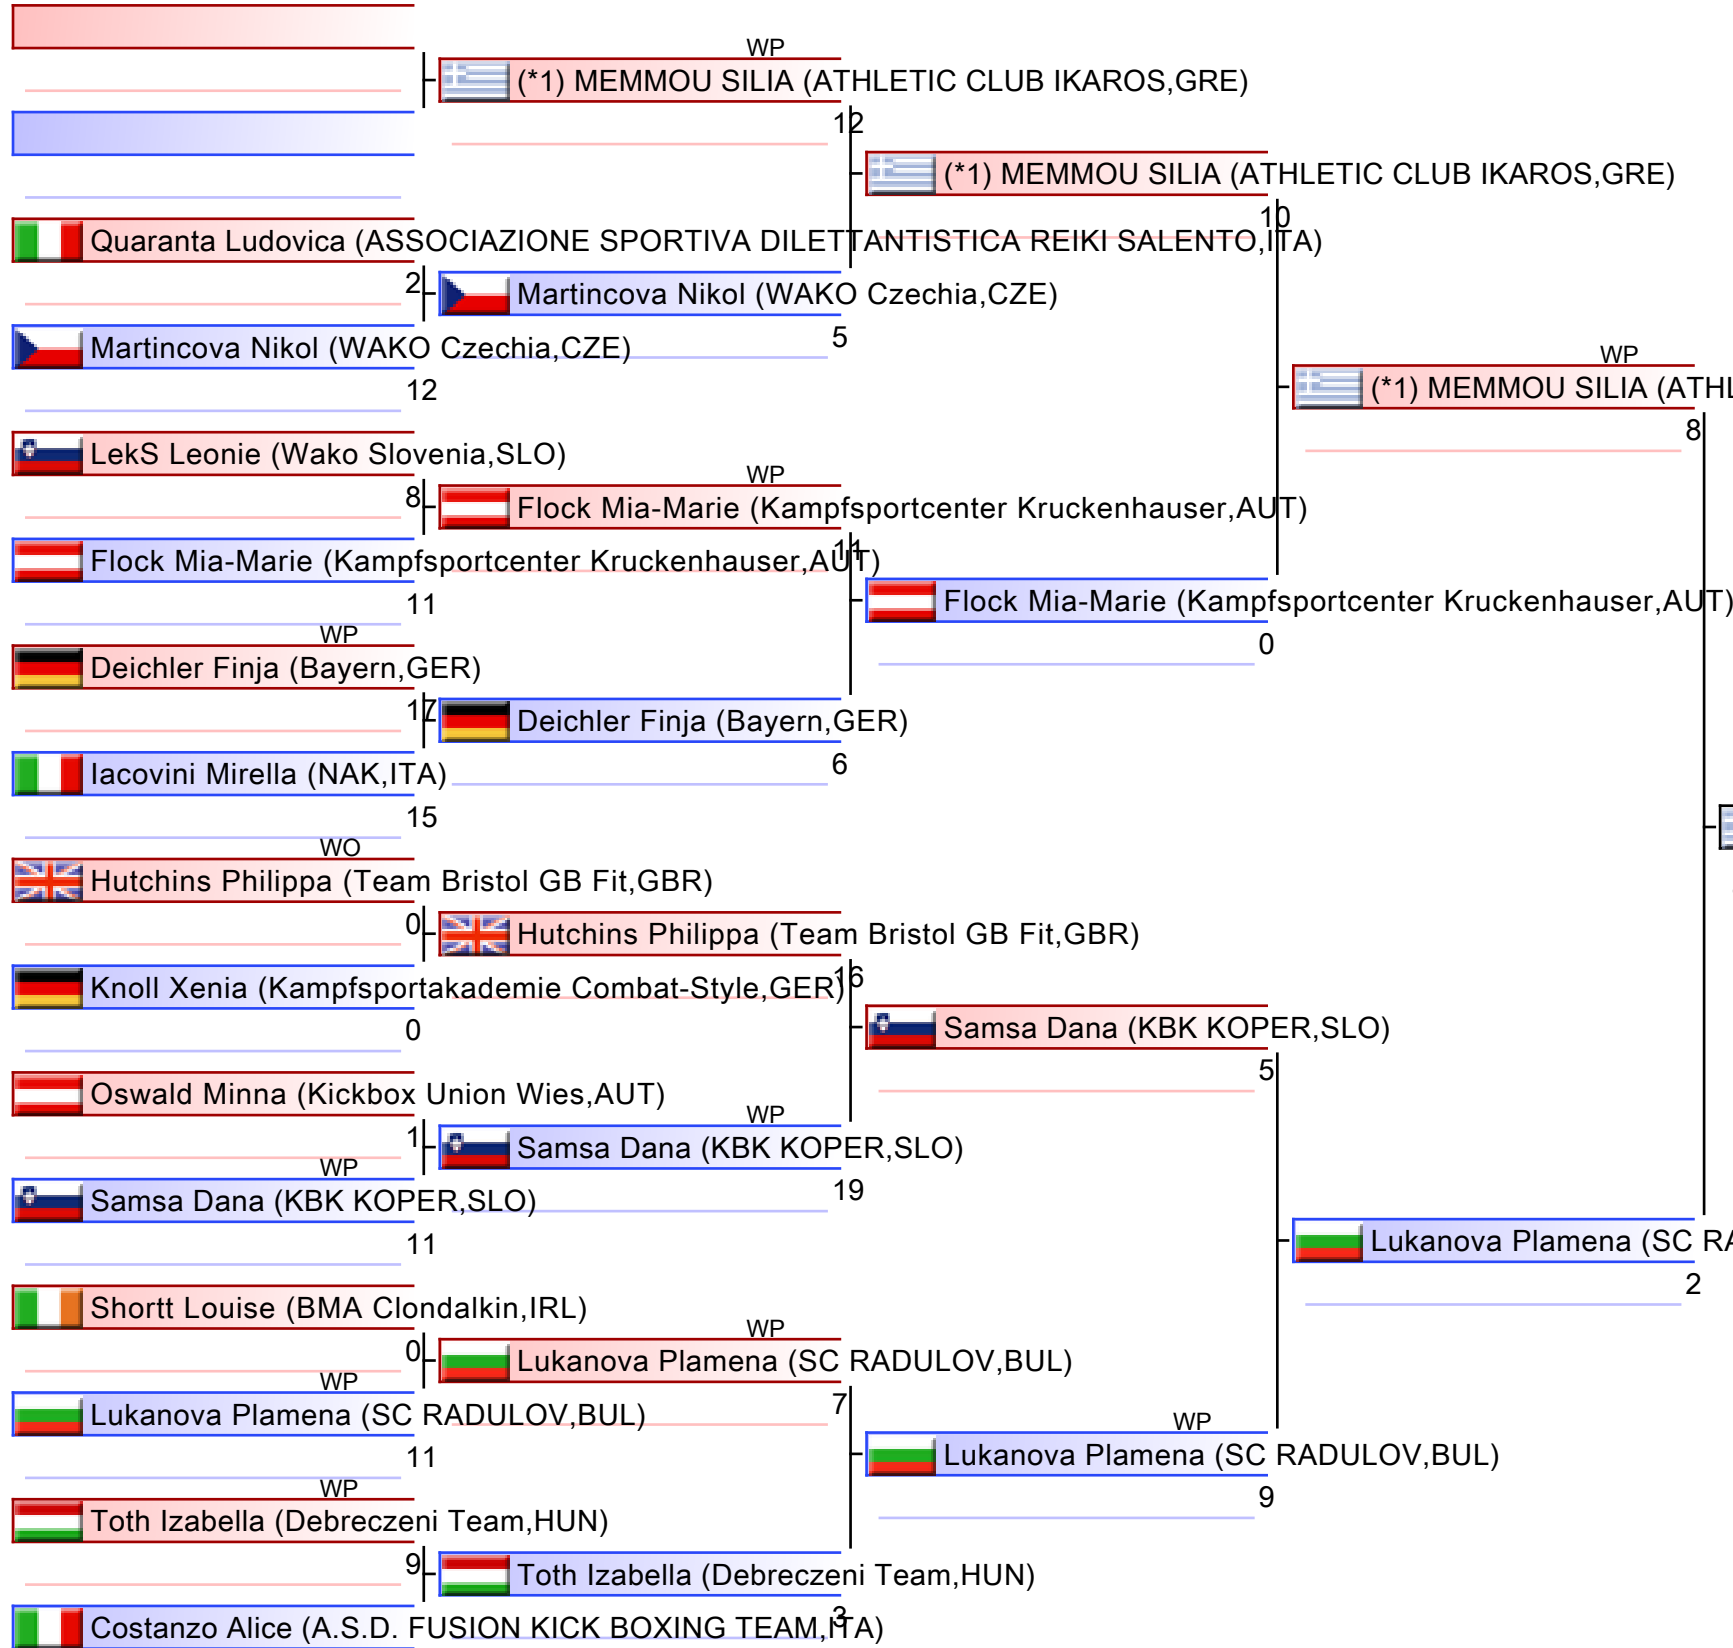 WP
(*1) MEMMOU SILIA (ATHLETIC CLUB IKAROS,GRE)
12
(*1) MEMMOU SILIA (ATHLETIC CLUB IKAROS,GRE)
10
Quaranta Ludovica (ASSOCIAZIONE SPORTIVA DILETTANTISTICA REIKI SALENTO,ITA)
2
Martincova Nikol (WAKO Czechia,CZE)
5
Martincova Nikol (WAKO Czechia,CZE)
12
WP
(*1) MEMMOU SILIA (ATHL
8
LekS Leonie (Wako Slovenia,SLO)
8
WP
Flock Mia-Marie (Kampfsportcenter Kruckenhauser,AUT)
11
Flock Mia-Marie (Kampfsportcenter Kruckenhauser,AUT)
11
Flock Mia-Marie (Kampfsportcenter Kruckenhauser,AUT)
0
WP
Deichler Finja (Bayern,GER)
17
Deichler Finja (Bayern,GER)
6
Iacovini Mirella (NAK,ITA)
15
WO
Hutchins Philippa (Team Bristol GB Fit,GBR)
0
Hutchins Philippa (Team Bristol GB Fit,GBR)
16
Knoll Xenia (Kampfsportakademie Combat-Style,GER)
0
Samsa Dana (KBK KOPER,SLO)
5
Oswald Minna (Kickbox Union Wies,AUT)
1
WP
Samsa Dana (KBK KOPER,SLO)
19
WP
Samsa Dana (KBK KOPER,SLO)
11
Lukanova Plamena (SC RA
2
Shortt Louise (BMA Clondalkin,IRL)
0
WP
Lukanova Plamena (SC RADULOV,BUL)
7
WP
Lukanova Plamena (SC RADULOV,BUL)
11
WP
Lukanova Plamena (SC RADULOV,BUL)
9
WP
Toth Izabella (Debreczeni Team,HUN)
9
Toth Izabella (Debreczeni Team,HUN)
3
Costanzo Alice (A.S.D. FUSION KICK BOXING TEAM,ITA)